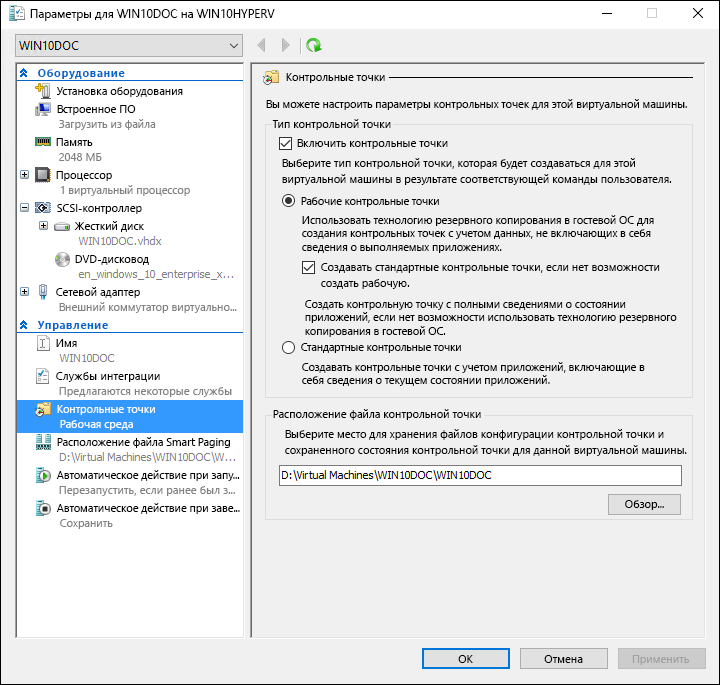 Параметры для WIN10DOC на WIN10HYPERV
WIN10DOC
Оборудование
Установка оборудования
Встроенное ПО
Загрузить из файла
Память
2048 МБ
Процессор
1 виртуальный процессор
SCSI-контроллер
Жесткий диск
WIN10DOC.vhdx
DVD-дисковод
en_windows_10_enterprise_x...
Сетевой адаптер
Внешний коммутатор виртуально...
Управление
Имя
WIN10DOC
Службы интеграции
Предлагаются некоторые службы
Контрольные точки
Рабочая среда
Расположение файла Smart Paging
D:\Virtual Machines\WIN10DOC\W...
Автоматическое действие при запу...
Перезапустить, если ранее был з...
Автоматическое действие при заве...
Сохранить
Контрольные точки
Вы можете настроить параметры контрольных точек для этой виртуальной машины.
Тип контрольной точки
Включить контрольные точки
Выберите тип контрольной точки, которая будет создаваться для этой
виртуальной машины в результате соответствующей команды пользователя.
Рабочие контрольные точки
Использовать технологию резервного копирования в гостевой ОС для
создания контрольных точек с учетом данных, не включающих в себя
сведения о выполняемых приложениях.
Создавать стандартные контрольные точки, если нет возможности
создать рабочую.
Создать контрольную точку с полными сведениями о состоянии
приложений, если нет возможности использовать технологию резервного
копирования в гостевой ОС.
Стандартные контрольные точки
Создавать контрольные точки с учетом приложений, включающие в
себя сведения о текущем состоянии приложений.
Расположение файла контрольной точки
Выберите место для хранения файлов конфигурации контрольной точки и
сохраненного состояния контрольной точки для данной виртуальной машины.
D:\Virtual Machines\WIN10DOC\WIN10DOC
Обзор...
ОК
Отмена
Применить